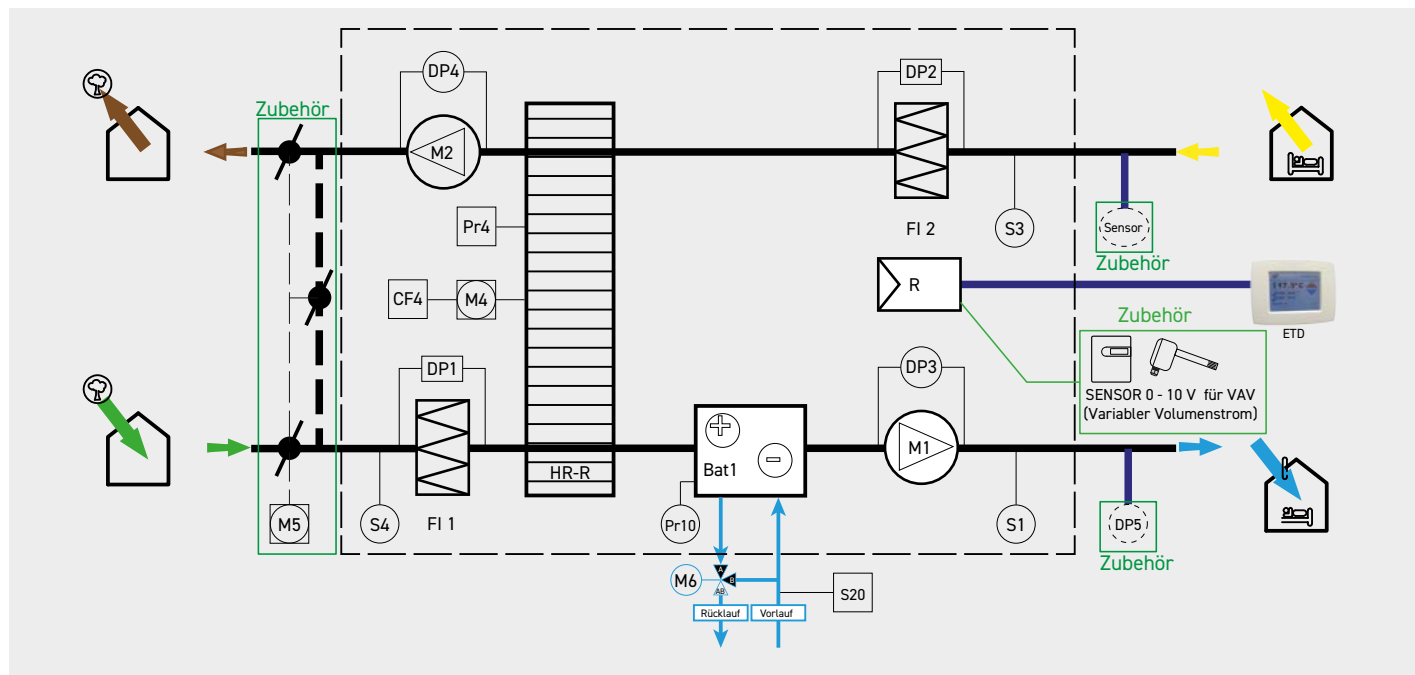 DP4
DP2
Zubehör
M2
Pr4
FI 2
S3
Sensor
Zubehör
CF4
M4
R
ETD
Zubehör
DP1
DP3
SENSOR 0 - 10 V für VAV
(Variabler Volumenstrom)
M1
Bat1
HR-R
M5
S4
FI 1
Pr10
S1
DP5
Zubehör
A
M6
B
AB
S20
Rücklauf
Vorlauf